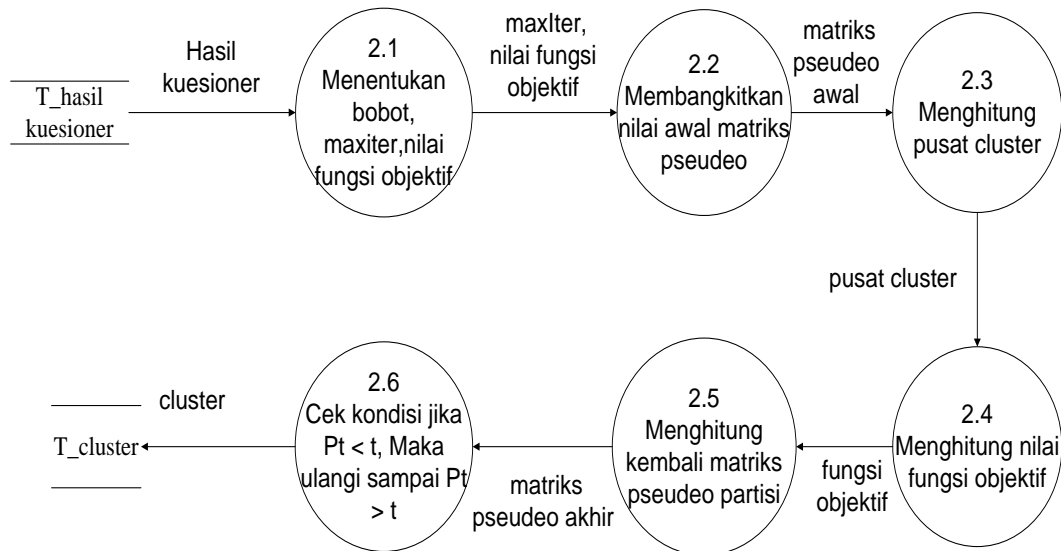 T_hasil
kuesioner
Hasil
kuesioner
2.1
Menentukan
bobot,
maxiter,nilai
fungsi objektif
maxIter,
nilai fungsi
objektif
2.2
Membangkitkan
nilai awal matriks
pseudeo
matriks
pseudeo
awal
2.3
Menghitung
pusat cluster
pusat cluster
2.4
Menghitung nilai
fungsi objektif
fungsi
objektif
2.5
Menghitung
kembali matriks
pseudeo partisi
matriks
pseudeo akhir
2.6
Cek kondisi jika
Pt < t, Maka
ulangi sampai Pt
> t
cluster
T_cluster